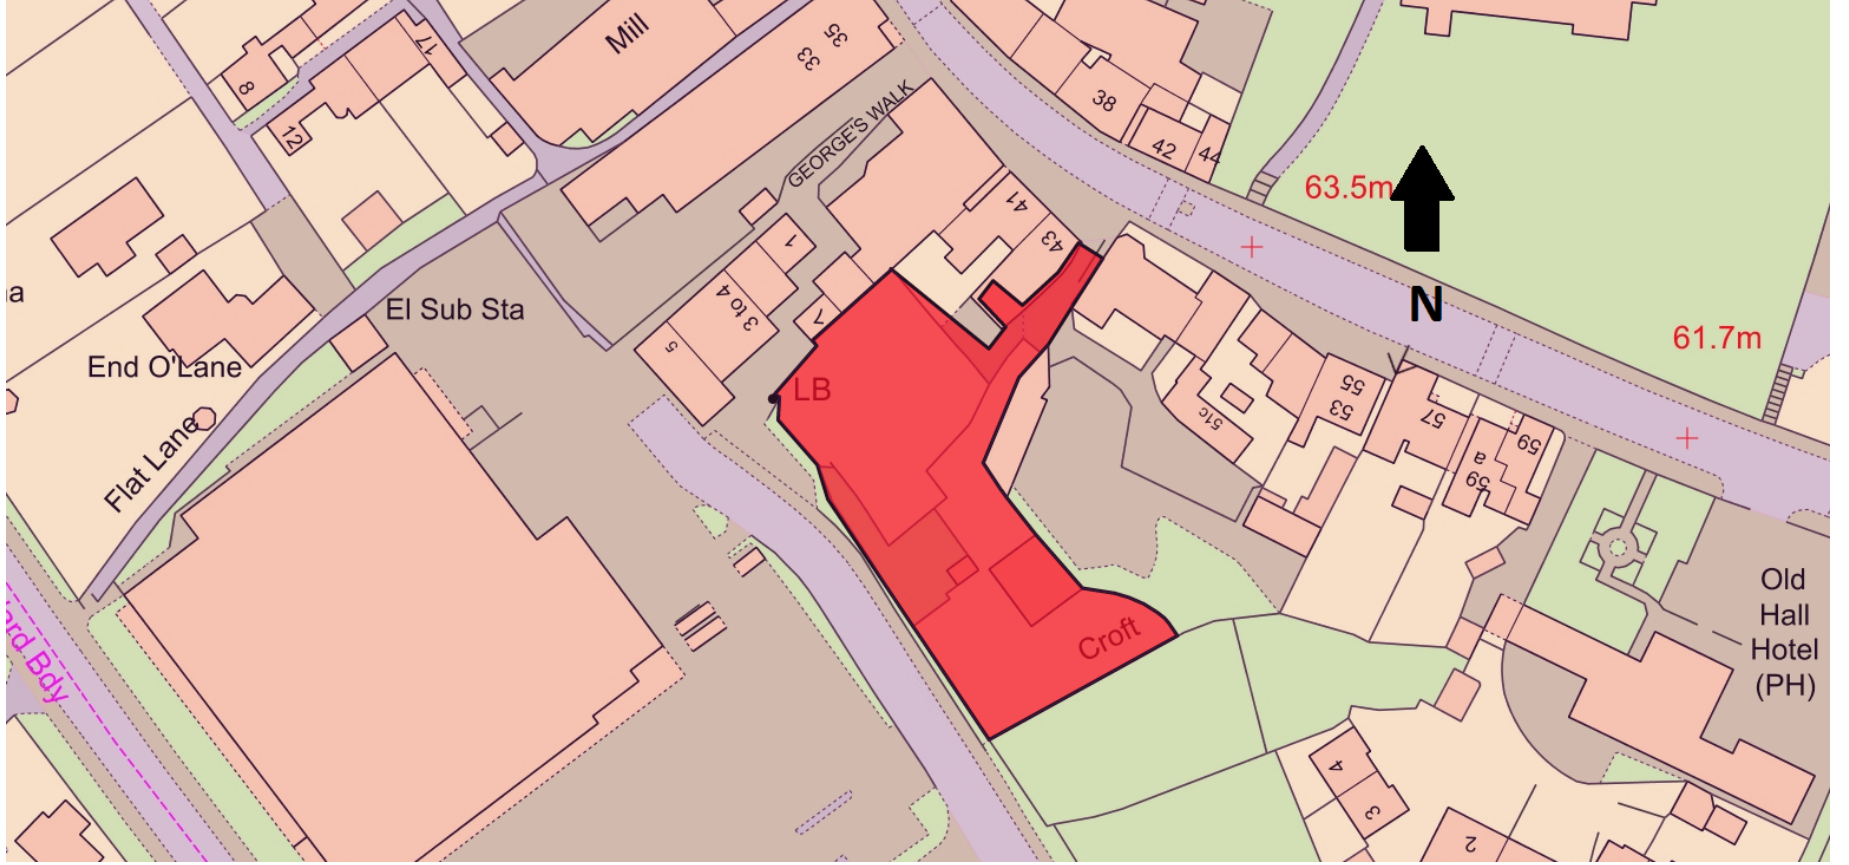 Mill
35
33
17
8
12
GEORGE'S WALK
38
42
44
63.5m
41
43
1
3 to 4
7
5
El Sub Sta
N
61.7m
End O'Lane
LB
Flat Lane
55
53
51c
57
59
a
59
Croft
Old
Hall
Hotel
(PH)
ard Bdy
4
3
2
a